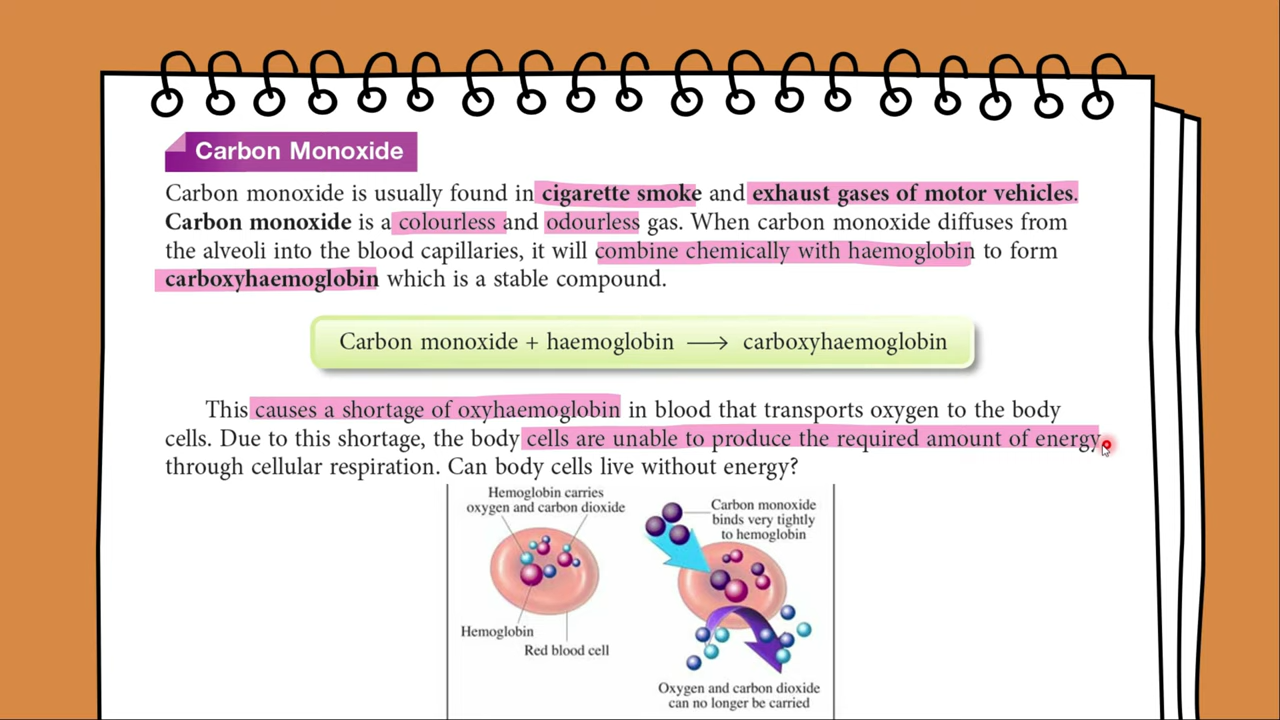 Carbon Monoxide
Carbon monoxide is usually found in cigarette smoke and exhaust gases of motor vehicles.
Carbon monoxide is a colourless and odourless gas. When carbon monoxide diffuses from
the alveoli into the blood capillaries, it will combine chemically with haemoglobin to form
carboxyhaemoglobin which is a stable compound.
Carbon monoxide + haemoglobin ⟶ carboxyhaemoglobin
This causes a shortage of oxyhaemoglobin in blood that transports oxygen to the body
cells. Due to this shortage, the body cells are unable to produce the required amount of energy
through cellular respiration. Can body cells live without energy?
Hemoglobin carries
oxygen and carbon dioxide
Hemoglobin
Red blood cell
Carbon monoxide
binds very tightly
to hemoglobin
Oxygen and carbon dioxide
can no longer be carried